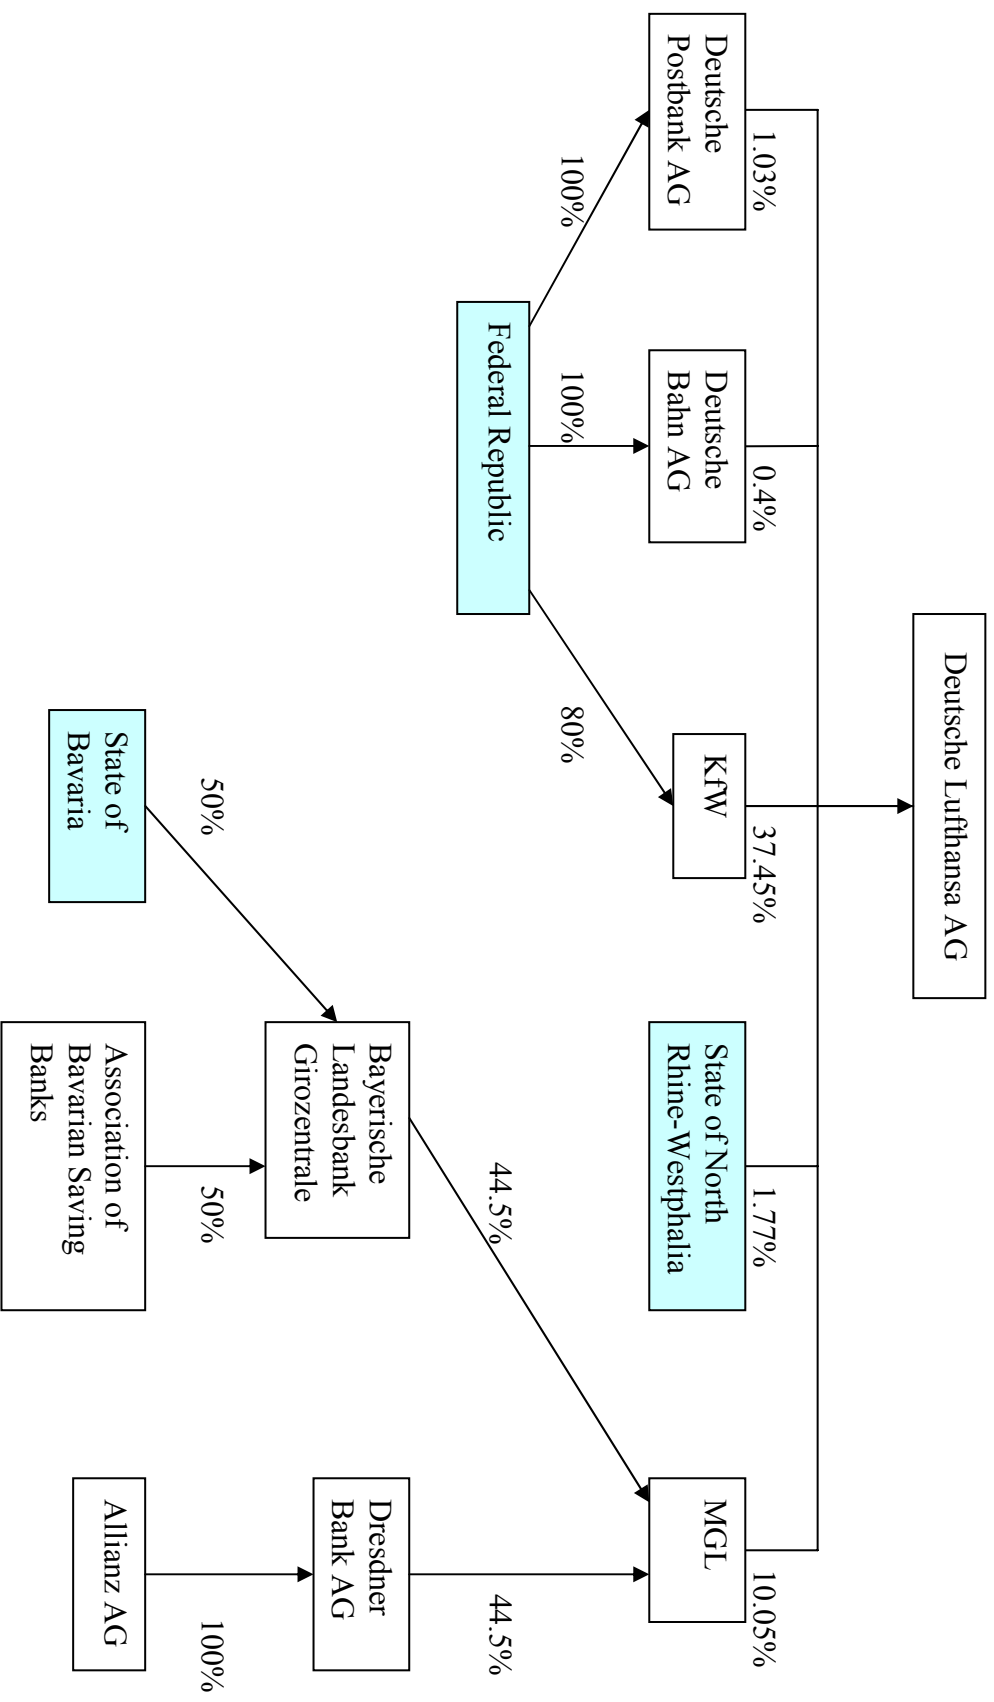 Deutsche Lufthansa AG
1.03%
0.4%
37.45%
1.77%
10.05%
Deutsche
Postbank AG
Deutsche
Bahn AG
KfW
State of North
Rhine-Westphalia
MGL
100%
100%
80%
44.5%
44.5%
Federal Republic
Bayerische
Landesbank
Girozentrale
Dresdner
Bank AG
50%
50%
100%
State of
Bavaria
Association of
Bavarian Saving
Banks
Allianz AG